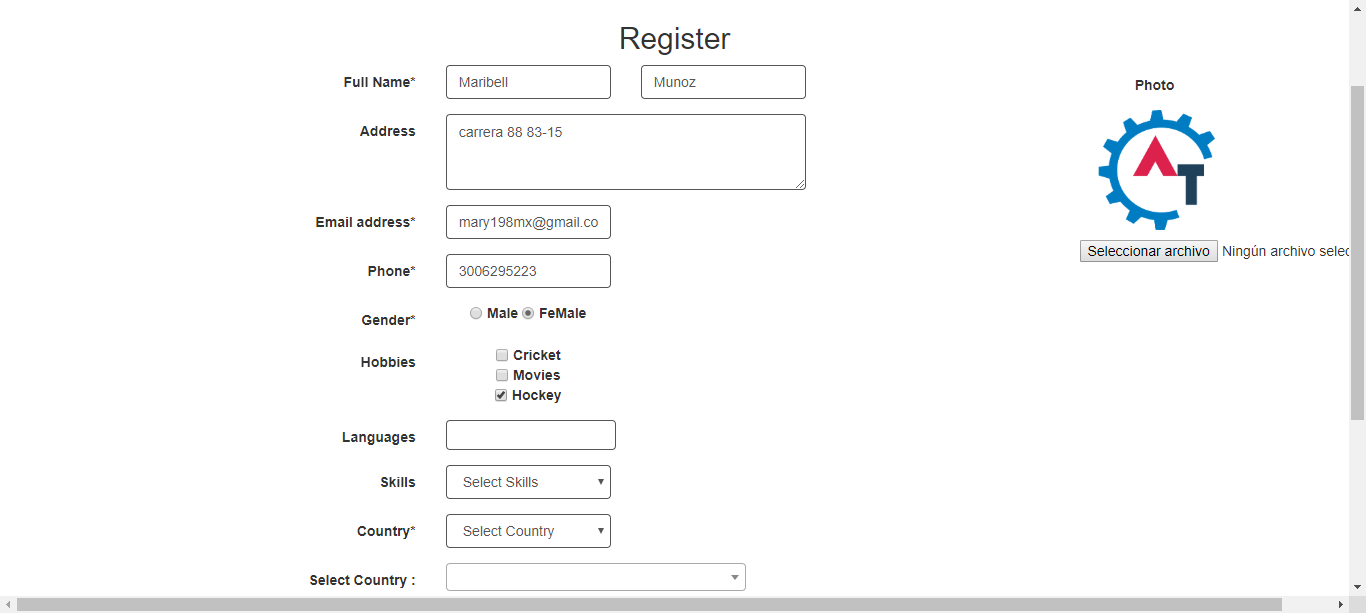 Register
Full Name* Maribell Munoz
Photo
Address carrera 88 83-15
AT
Email address* mary198mx@gmail.co
Seleccionar archivo Ningún archivo selec
Phone* 3006295223
Gender* Male FeMale
Hobbies Cricket
Movies
Hockey
Languages
Skills Select Skills
Country* Select Country
Select Country :